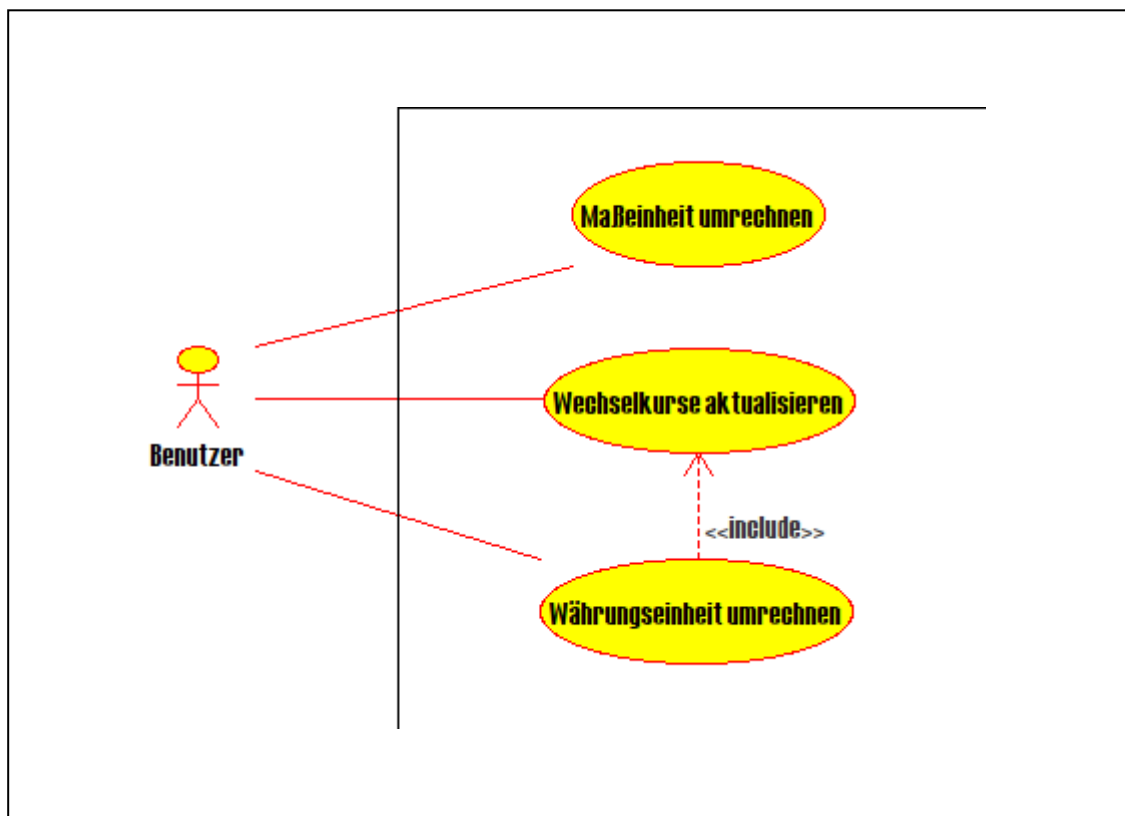 Maßeinheit umrechnen
Wechselkurse aktualisieren
Benutzer
<<include>>
Währungseinheit umrechnen